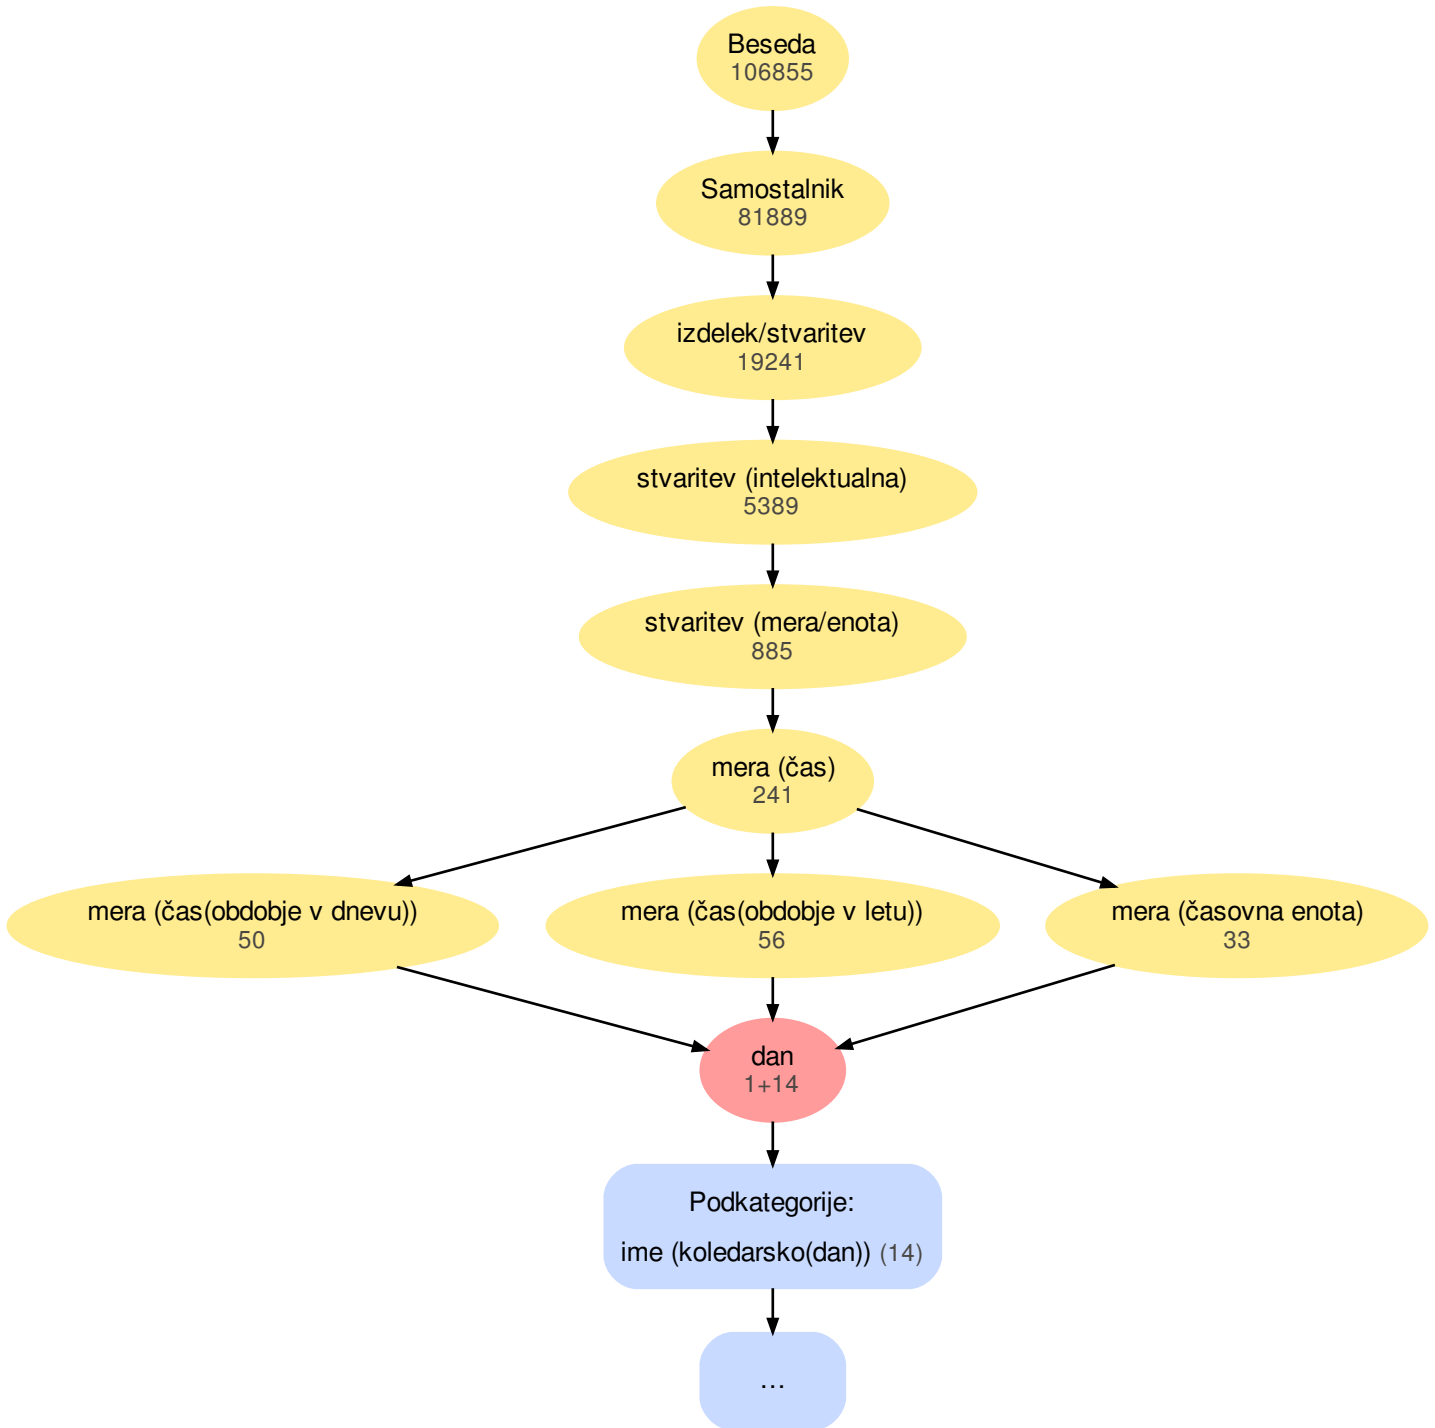 Beseda
106855
Samostalnik
81889
izdelek/stvaritev
19241
stvaritev (intelektualna)
5389
stvaritev (mera/enota)
885
mera (čas)
241
mera (čas(obdobje v dnevu))
50
mera (čas(obdobje v letu))
56
mera (časovna enota)
33
dan
1+14
Podkategorije:
ime (koledarsko(dan)) (14)
…